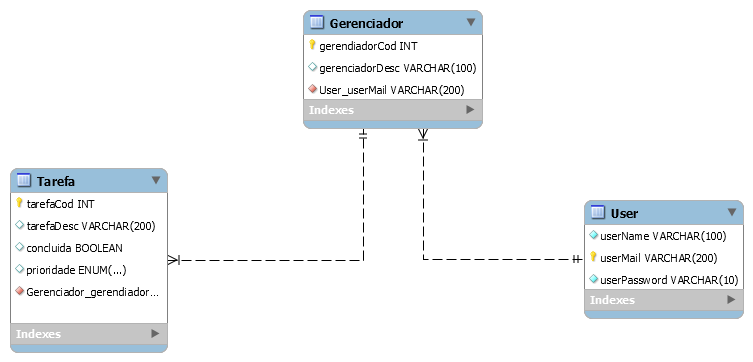 Gerenciador
gerendiadorCod INT
gerenciadorDesc VARCHAR(100)
User_userMail VARCHAR(200)
Indexes
Tarefa
tarefaCod INT
tarefaDesc VARCHAR(200)
concluida BOOLEAN
prioridade ENUM(...)
Gerenciador_gerendiador...
Indexes
User
userName VARCHAR(100)
userMail VARCHAR(200)
userPassword VARCHAR(10)
Indexes